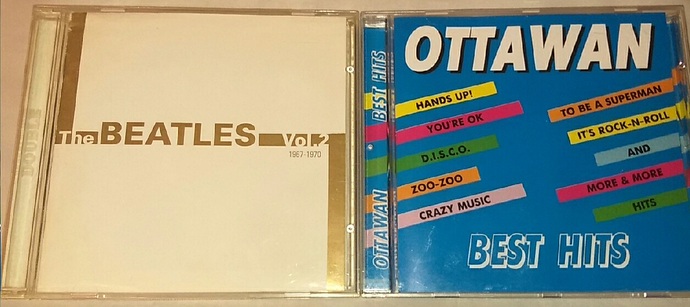 DOUBLE
The BEATLES Vol.2
1967-1970
BEST HITS
OTTAWAN
OTTAWAN
HANDS UP!
YOU'RE OK
D.I.S.C.O.
ZOO-ZOO
CRAZY MUSIC
TO BE A SUPERMAN
IT'S ROCK-N-ROLL
AND
MORE & MORE
HITS
BEST HITS